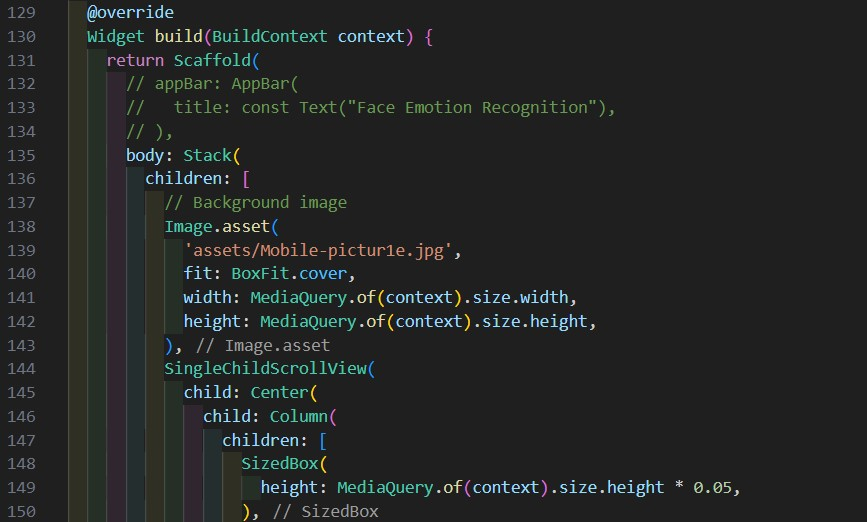 129 @override
130 Widget build(BuildContext context) {
131 return Scaffold(
132 // appBar: AppBar(
133 //   title: const Text("Face Emotion Recognition"),
134 // ),
135 body: Stack(
136 children: [
137 // Background image
138 Image.asset(
139 'assets/Mobile-pictur1e.jpg',
140 fit: BoxFit.cover,
141 width: MediaQuery.of(context).size.width,
142 height: MediaQuery.of(context).size.height,
143 ), // Image.asset
144 SingleChildScrollView(
145 child: Center(
146 child: Column(
147 children: [
148 SizedBox(
149 height: MediaQuery.of(context).size.height * 0.05,
150 ), // SizedBox